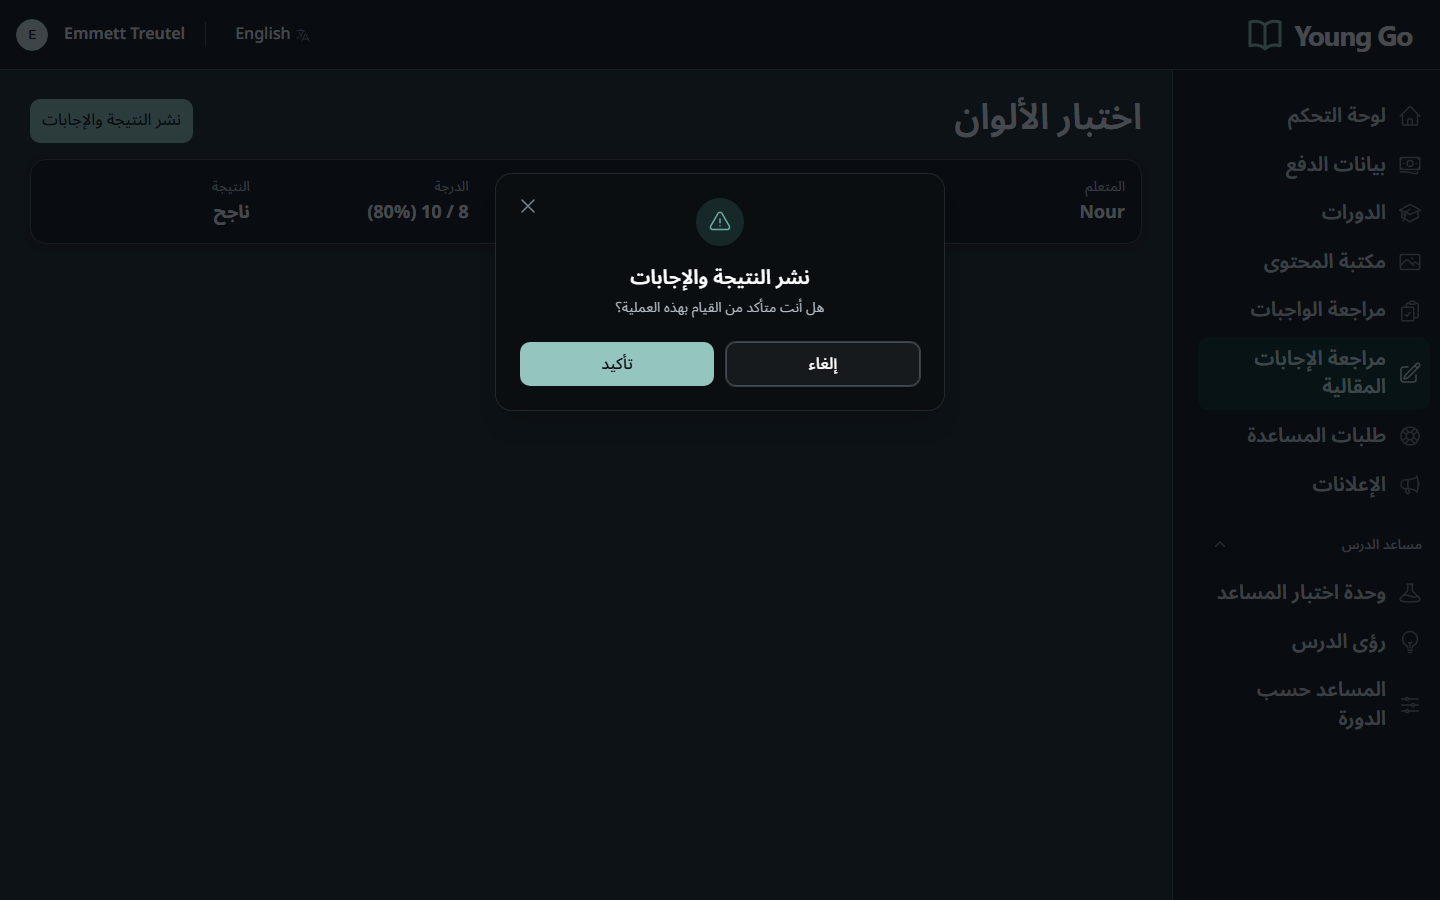 Young Go
English
Emmett Treutel
E
لوحة التحكم
بيانات الدفع
الدورات
مكتبة المحتوى
مراجعة الواجبات
مراجعة الإجابات
المقالية
طلبات المساعدة
الإعلانات
مساعد الدرس
وحدة اختبار المساعد
رؤى الدرس
المساعد حسب
الدورة
اختبار الألوان
نشر النتيجة والإجابات
المتعلم
Nour
الدرجة
8 / 10 (80%)
النتيجة
ناجح
نشر النتيجة والإجابات
هل أنت متأكد من القيام بهذه العملية؟
إلغاء
تأكيد